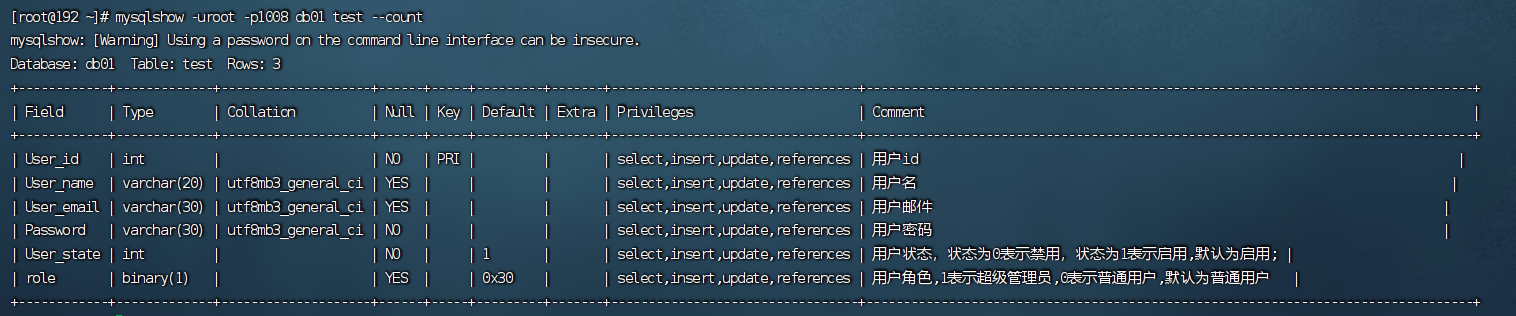 [root@192 ~]# mysqlshow -uroot -p1008 db01 test --count
mysqlshow: [Warning] Using a password on the command line interface can be insecure.
Database: db01  Table: test  Rows: 3
+------------+-------------+--------------------+------+-----+---------+-------+---------------------------------+---------------------------------------------------------------------------------+
| Field      | Type        | Collation          | Null | Key | Default | Extra | Privileges                      | Comment                                                                         |
+------------+-------------+--------------------+------+-----+---------+-------+---------------------------------+---------------------------------------------------------------------------------+
| User_id    | int         |                    | NO   | PRI |         |       | select,insert,update,references | 用户id                                                                        |
| User_name  | varchar(20) | utf8mb3_general_ci | YES  |     |         |       | select,insert,update,references | 用户名                                                                       |
| User_email | varchar(30) | utf8mb3_general_ci | YES  |     |         |       | select,insert,update,references | 用户邮件                                                                      |
| Password   | varchar(30) | utf8mb3_general_ci | NO   |     |         |       | select,insert,update,references | 用户密码                                                                      |
| User_state | int         |                    | NO   |     | 1       |       | select,insert,update,references | 用户状态，状态为0表示禁用，状态为1表示启用,默认为启用; |
| role       | binary(1)   |                    | YES  |     | 0x30    |       | select,insert,update,references | 用户角色,1表示超级管理员,0表示普通用户,默认为普通用户   |
+------------+-------------+--------------------+------+-----+---------+-------+---------------------------------+---------------------------------------------------------------------------------+